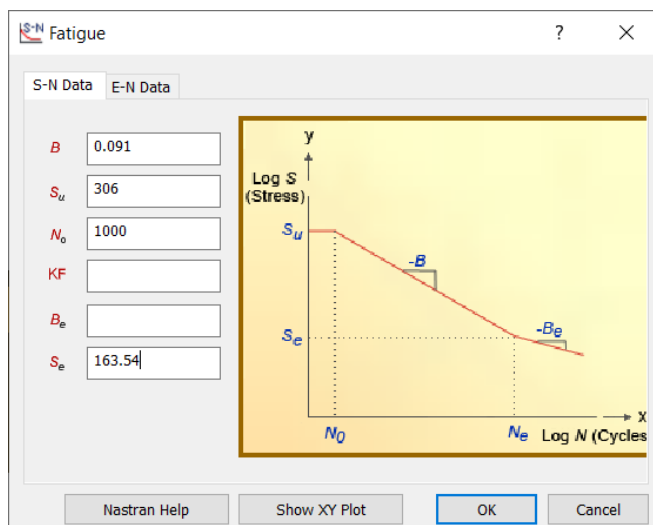 S-N Fatigue ? X
S-N Data E-N Data
B 0.091
Su 306
No 1000
KF
Be
Se 163.54
y
Log S
(Stress)
Su
-B
Se
-Be
x
N0 Ne Log N (Cycles
Nastran Help Show XY Plot OK Cancel